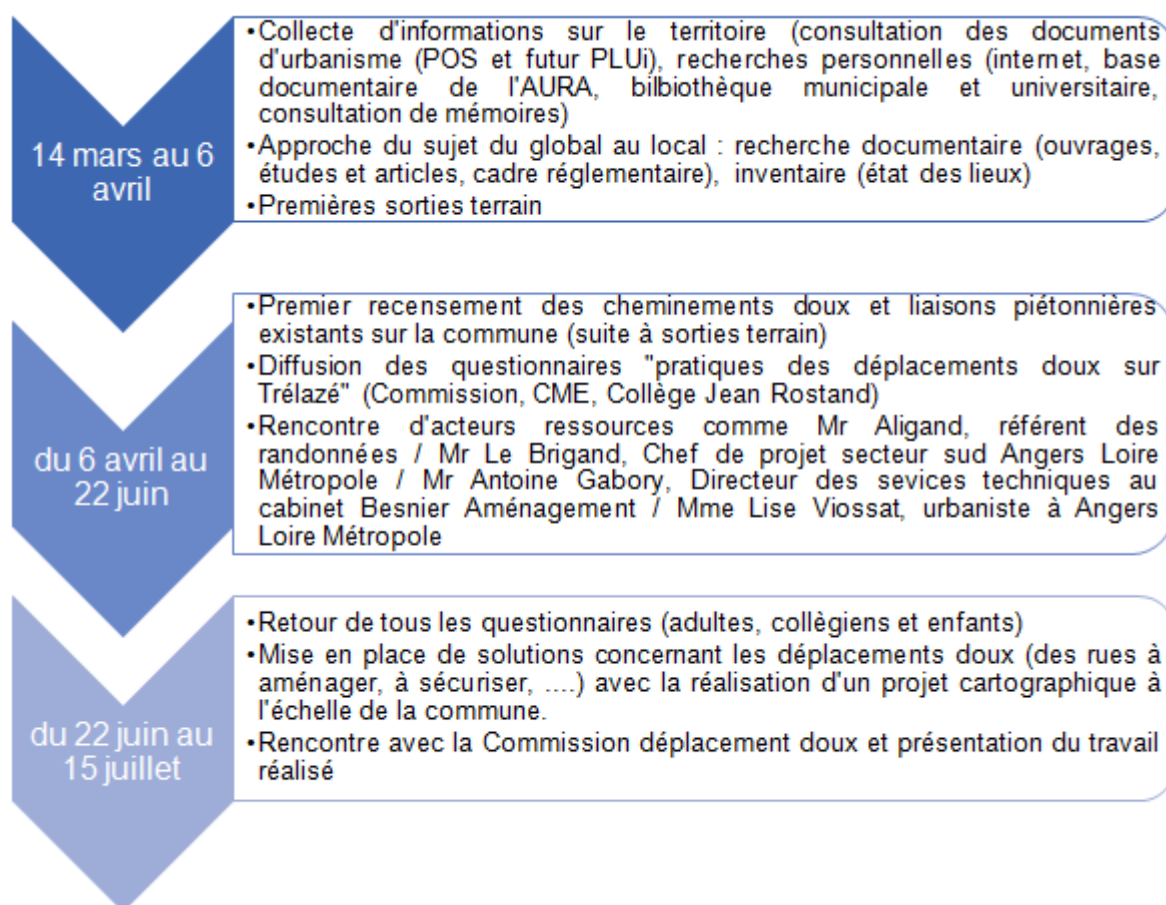 14 mars au 6
avril
•Collecte d'informations sur le territoire (consultation des documents
d'urbanisme (POS et futur PLUi), recherches personnelles (internet, base
documentaire de l'AURA, bilbiothèque municipale et universitaire,
consultation de mémoires)
•Approche du sujet du global au local : recherche documentaire (ouvrages,
études et articles, cadre réglementaire), inventaire (état des lieux)
•Premières sorties terrain
du 6 avril au
22 juin
•Premier recensement des cheminements doux et liaisons piétonnières
existants sur la commune (suite à sorties terrain)
•Diffusion des questionnaires "pratiques des déplacements doux sur
Trélazé" (Commission, CME, Collège Jean Rostand)
•Rencontre d'acteurs ressources comme Mr Aligand, référent des
randonnées / Mr Le Brigand, Chef de projet secteur sud Angers Loire
Métropole / Mr Antoine Gabory, Directeur des sevices techniques au
cabinet Besnier Aménagement / Mme Lise Viossat, urbaniste à Angers
Loire Métropole
du 22 juin au
15 juillet
•Retour de tous les questionnaires (adultes, collègiens et enfants)
•Mise en place de solutions concernant les déplacements doux (des rues à
aménager, à sécuriser, ....) avec la réalisation d'un projet cartographique à
l'échelle de la commune.
•Rencontre avec la Commission déplacement doux et présentation du travail
réalisé